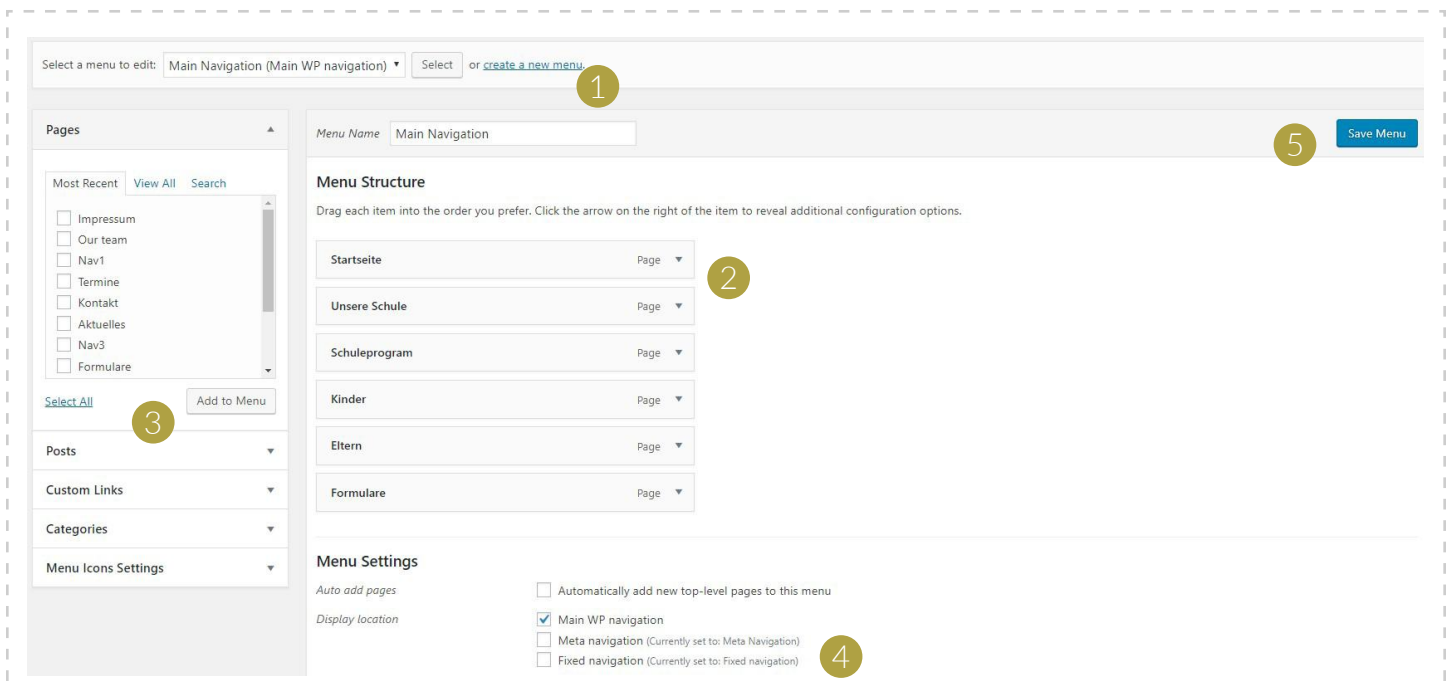 Select a menu to edit: Main Navigation (Main WP navigation) Select or create a new menu.
1
Pages
Most Recent View All Search
Impressum
Our team
Nav1
Termine
Kontakt
Aktuelles
Nav3
Formulare
Select All Add to Menu
3
Posts
Custom Links
Categories
Menu Icons Settings
Menu Name Main Navigation
5 Save Menu
Menu Structure
Drag each item into the order you prefer. Click the arrow on the right of the item to reveal additional configuration options.
Startseite Page
2
Unsere Schule Page
Schuleprogram Page
Kinder Page
Eltern Page
Formulare Page
Menu Settings
Auto add pages Automatically add new top-level pages to this menu
Display location Main WP navigation
Meta navigation (Currently set to: Meta Navigation)
Fixed navigation (Currently set to: Fixed navigation)
4